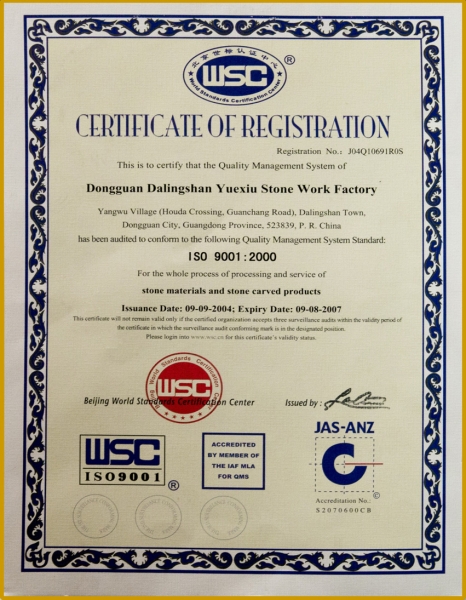 北京世标认证中心
WSC
®
World Standards Certification Center
CERTIFICATE OF REGISTRATION
Registration No.: J04Q10691R0S
This is to certify that the Quality Management System of
Dongguan Dalingshan Yuexiu Stone Work Factory
Yangwu Village (Houda Crossing, Guanchang Road), Dalingshan Town,
Dongguan City, Guangdong Province, 523839, P. R. China
has been audited to conform to the following Quality Management System Standard:
ISO 9001:2000
For the whole process of processing and service of
stone materials and stone carved products
Issuance Date: 09-09-2004; Expiry Date: 09-08-2007
This certificate will not remain valid only if the certified organization accepts three surveillance audits within the validity period of
the certificate in which the surveillance audit conforming mark is in the designated position.
Please login into www.wsc.cn for this certificate's validity status.
World Standards Certification
WSC
Beijing World Standards Certification Center
Issued by :
JAS-ANZ
WSC
ISO9001
®
ACCREDITED
BY MEMBER OF
THE IAF MLA
FOR QMS
©
Accreditation No.:
S2070600CB